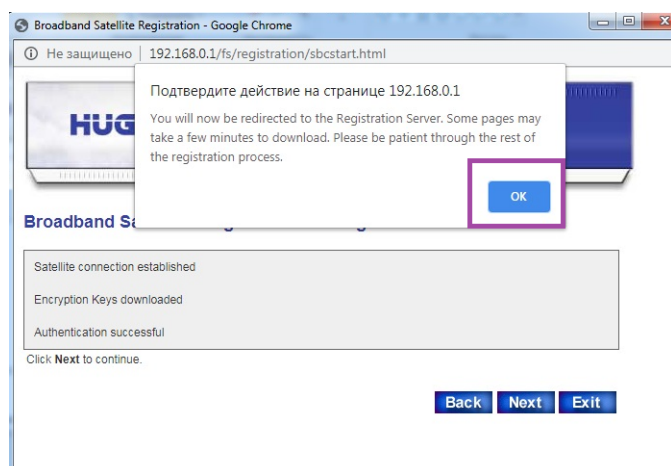 Broadband Satellite Registration - Google Chrome
Не защищено | 192.168.0.1/fs/registration/sbcstart.html
Подтвердите действие на странице 192.168.0.1
You will now be redirected to the Registration Server. Some pages may
take a few minutes to download. Please be patient through the rest of
the registration process.
HUG
OK
Broadband Sa
Satellite connection established
Encryption Keys downloaded
Authentication successful
Click Next to continue.
Back Next Exit